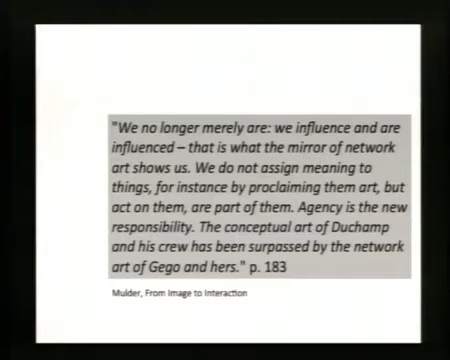 "We no longer merely are: we influence and are
influenced – that is what the mirror of network
art shows us. We do not assign meaning to
things, for instance by proclaiming them art, but
act on them, are part of them. Agency is the new
responsibility. The conceptual art of Duchamp
and his crew has been surpassed by the network
art of Gego and hers." p. 183
Mulder, From Image to Interaction